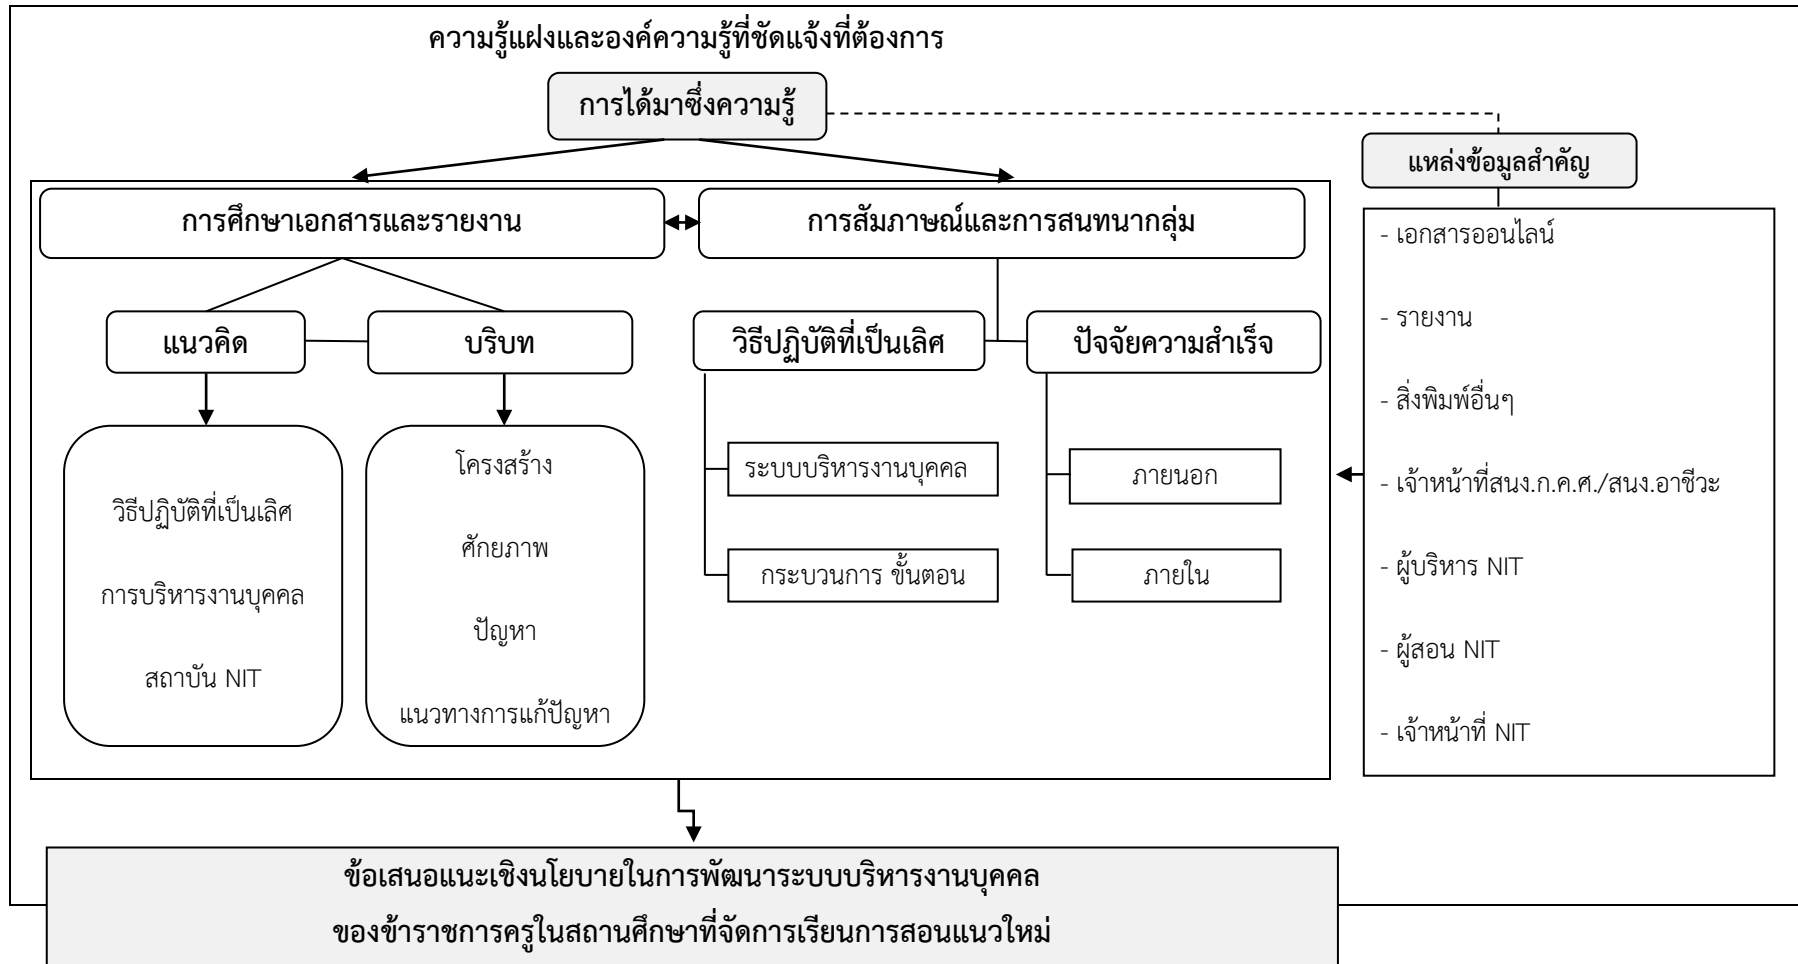 ความรู้แฝงและองค์ความรู้ที่ชัดแจ้งที่ต้องการ
การได้มาซึ่งความรู้
แหล่งข้อมูลสำคัญ
การศึกษาเอกสารและรายงาน
การสัมภาษณ์และการสนทนากลุ่ม
แนวคิด
บริบท
วิธีปฏิบัติที่เป็นเลิศ
ปัจจัยความสำเร็จ
วิธีปฏิบัติที่เป็นเลิศ
การบริหารงานบุคคล
สถาบัน NIT
โครงสร้าง
ศักยภาพ
ปัญหา
แนวทางการแก้ปัญหา
ระบบบริหารงานบุคคล
กระบวนการ ขั้นตอน
ภายนอก
ภายใน
- เอกสารออนไลน์
- รายงาน
- สิ่งพิมพ์อื่นๆ
- เจ้าหน้าที่สนง.ก.ค.ศ./สนง.อาชีวะ
- ผู้บริหาร NIT
- ผู้สอน NIT
- เจ้าหน้าที่ NIT
ข้อเสนอแนะเชิงนโยบายในการพัฒนาระบบบริหารงานบุคคล
ของข้าราชการครูในสถานศึกษาที่จัดการเรียนการสอนแนวใหม่